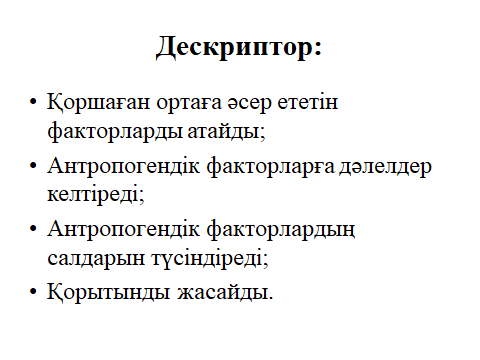 Дескриптор:
• Қоршаған ортаға әсер ететін
факторларды атайды;
• Антропогендік факторларға дәлелдер
келтіреді;
• Антропогендік факторлардың
салдарын түсіндіреді;
• Қорытынды жасайды.